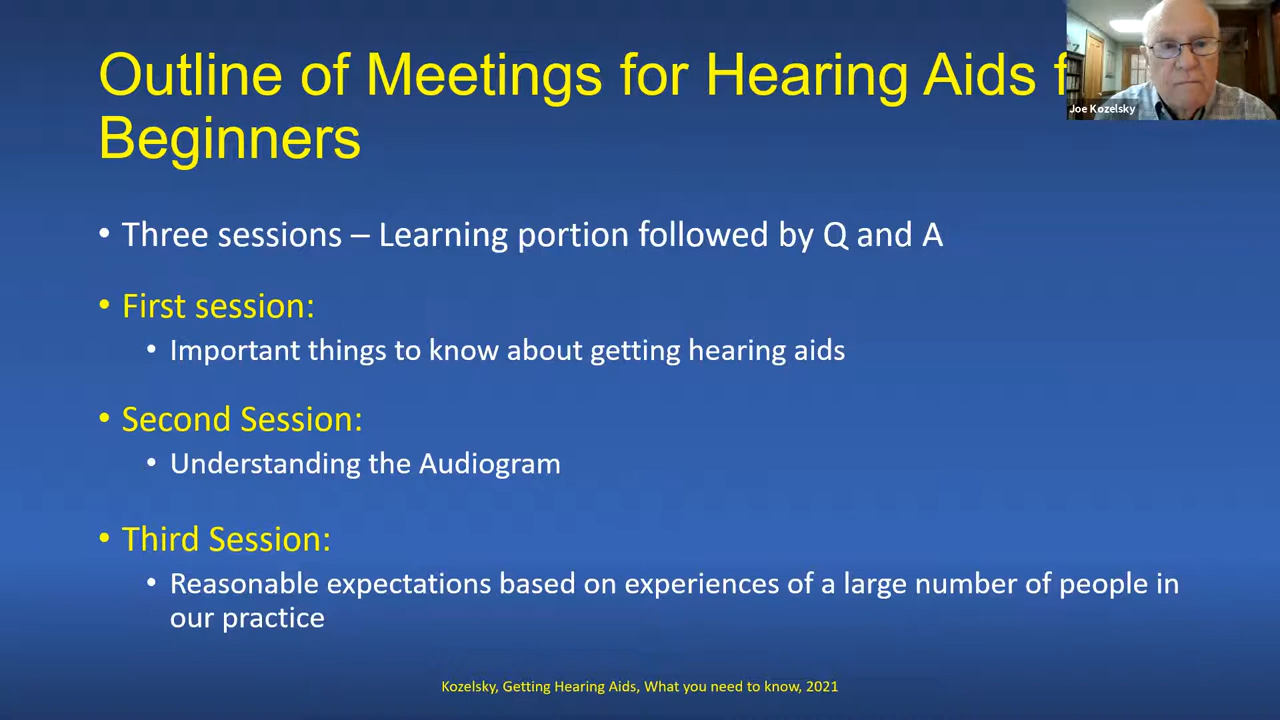 Outline of Meetings for Hearing Aids f
Beginners
• Three sessions – Learning portion followed by Q and A
• First session:
• Important things to know about getting hearing aids
• Second Session:
• Understanding the Audiogram
• Third Session:
• Reasonable expectations based on experiences of a large number of people in
our practice
Kozelsky, Getting Hearing Aids, What you need to know, 2021
Joe Kozelsky